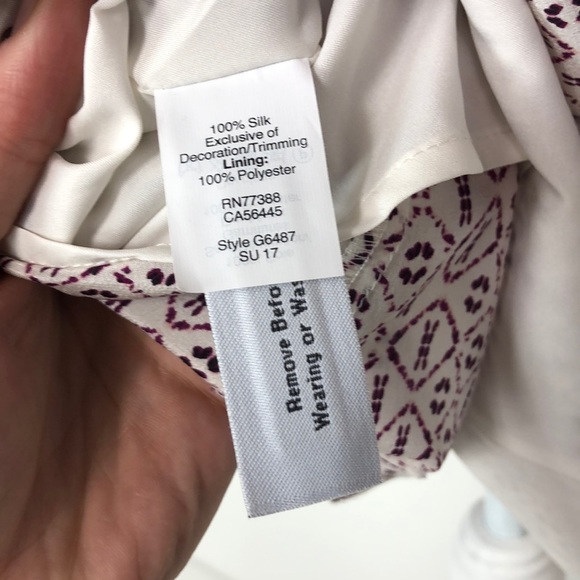 100% Silk
Exclusive of
Decoration/Trimming
Lining:
100% Polyester
RN77388
CA56445
Style G6487
SU 17
Remove Befo
Wearing or Was